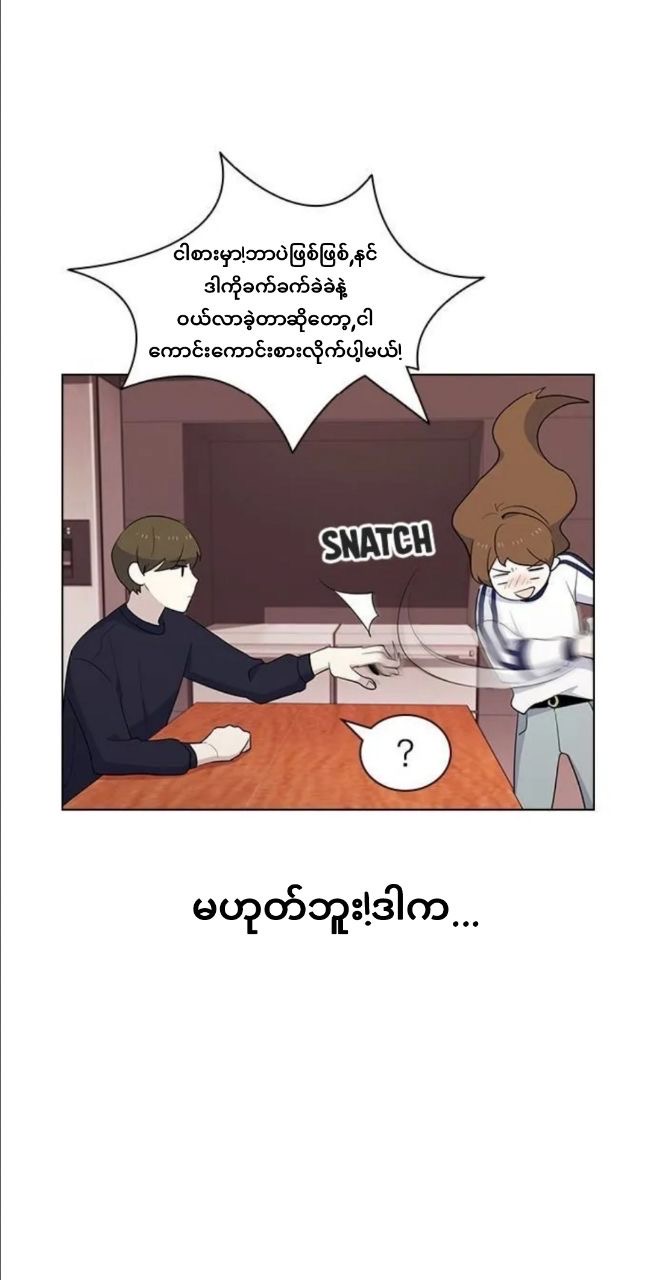 ငါစားမှာ!ဘာပဲဖြစ်ဖြစ်,နင်
ဒါကိုခက်ခက်ခဲခဲနဲ့
ဝယ်လာခဲ့တာဆိုတော့,ငါ
ကောင်းကောင်းစားလိုက်ပါ့မယ်!
SNATCH
?
မဟုတ်ဘူး!ဒါက...